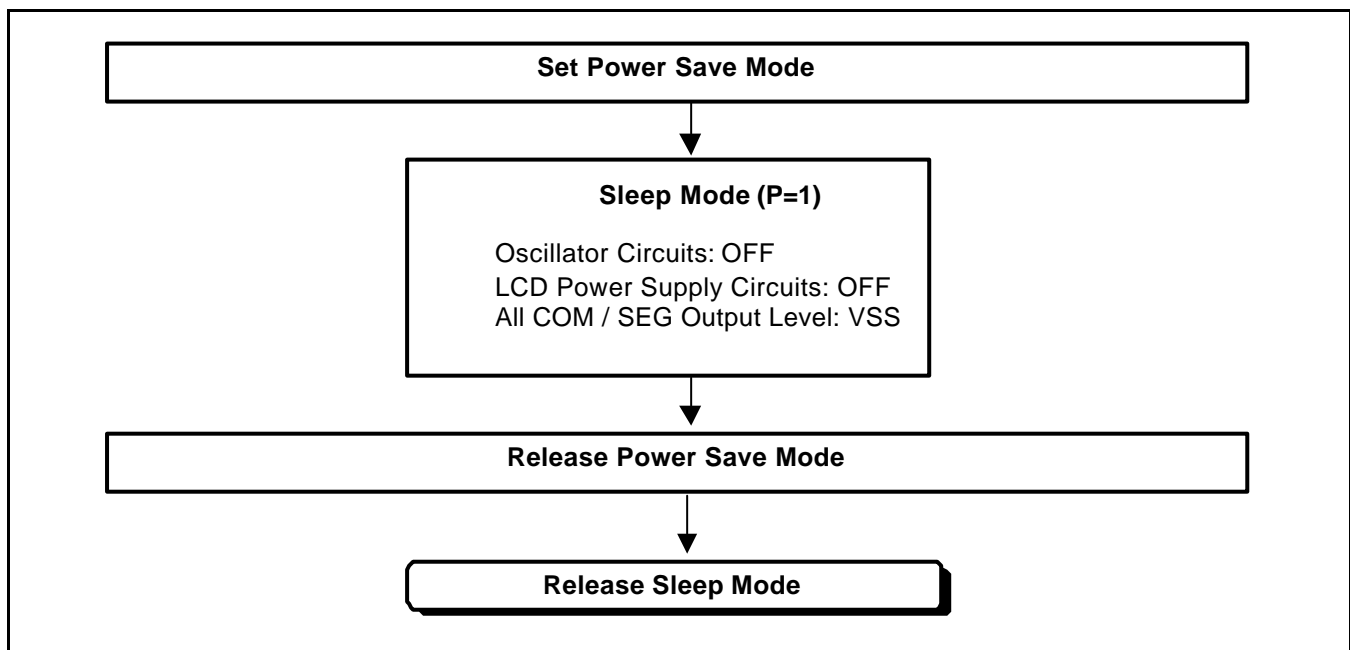 Set Power Save Mode
Sleep Mode (P=1)
Oscillator Circuits: OFF
LCD Power Supply Circuits: OFF
All COM / SEG Output Level: VSS
Release Power Save Mode
Release Sleep Mode